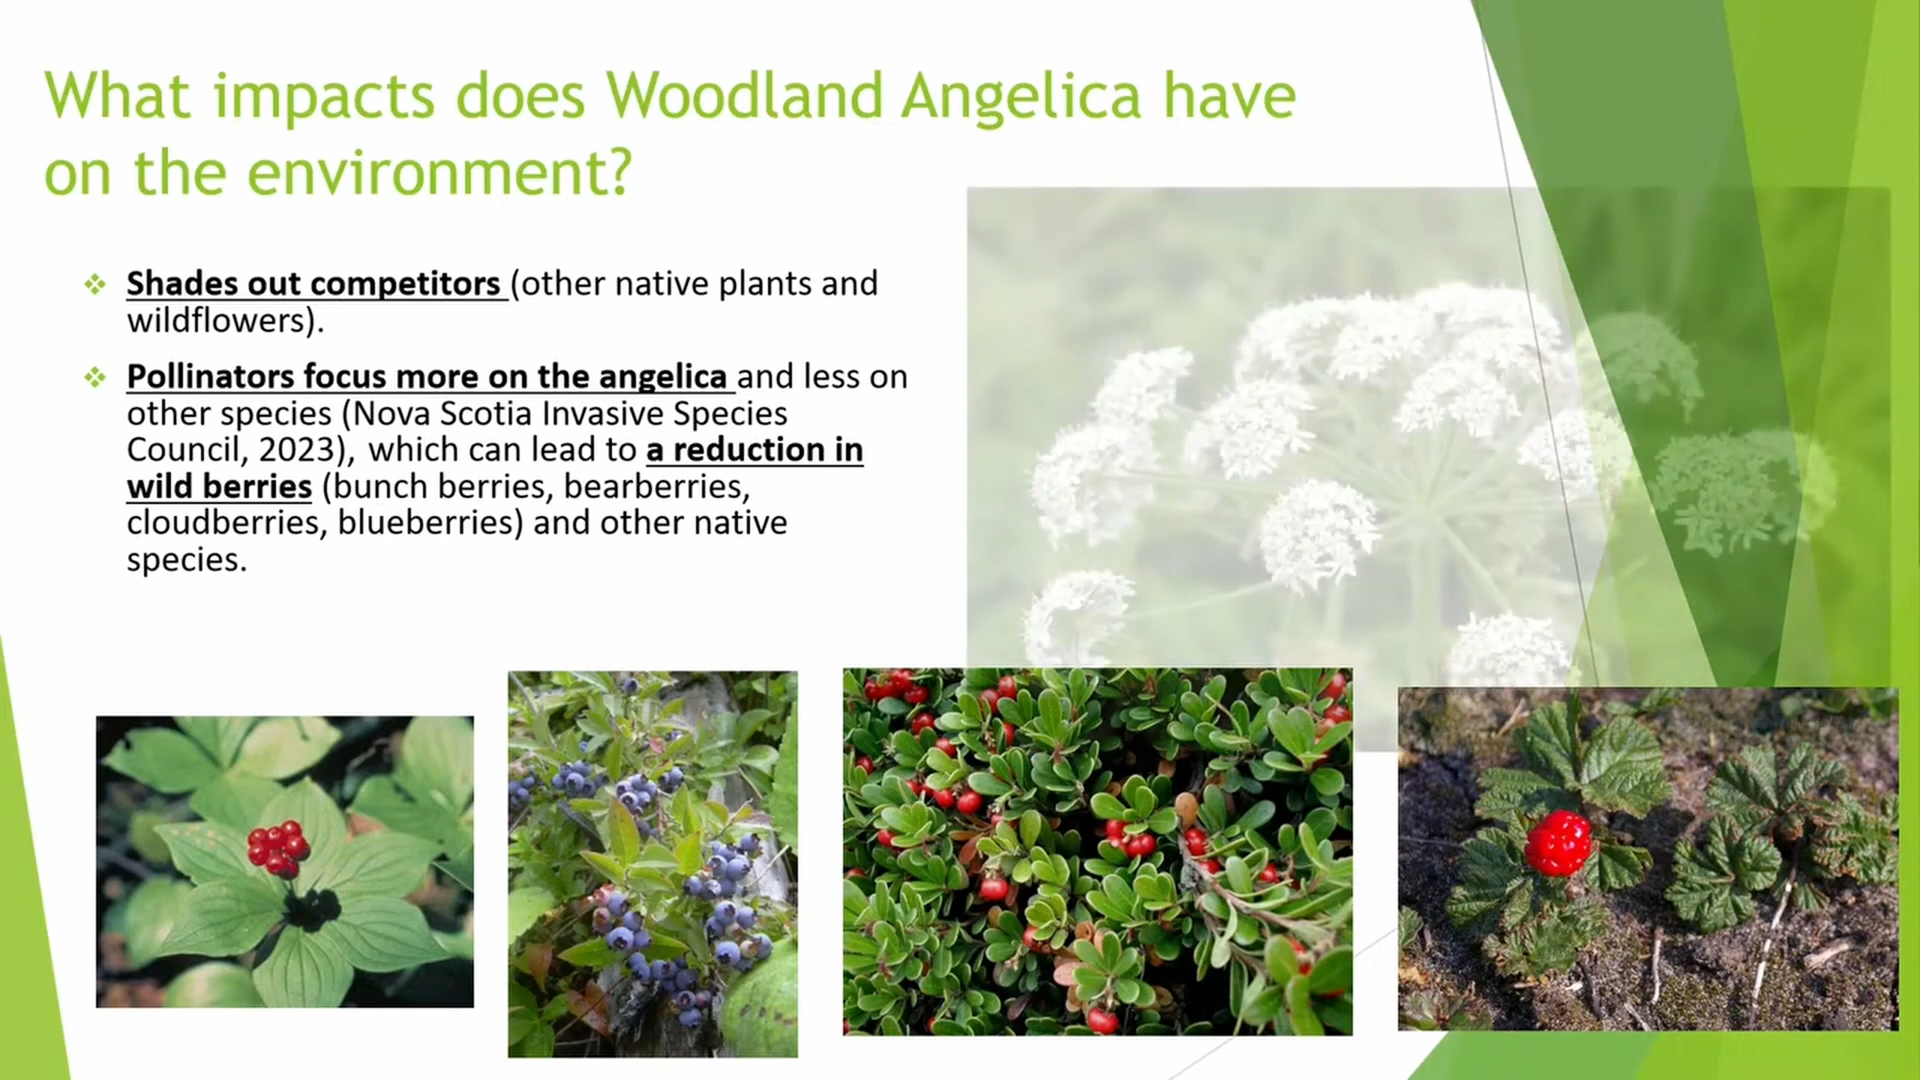 What impacts does Woodland Angelica have
on the environment?
Shades out competitors (other native plants and
wildflowers).
Pollinators focus more on the angelica and less on
other species (Nova Scotia Invasive Species
Council, 2023), which can lead to a reduction in
wild berries (bunch berries, bearberries,
cloudberries, blueberries) and other native
species.